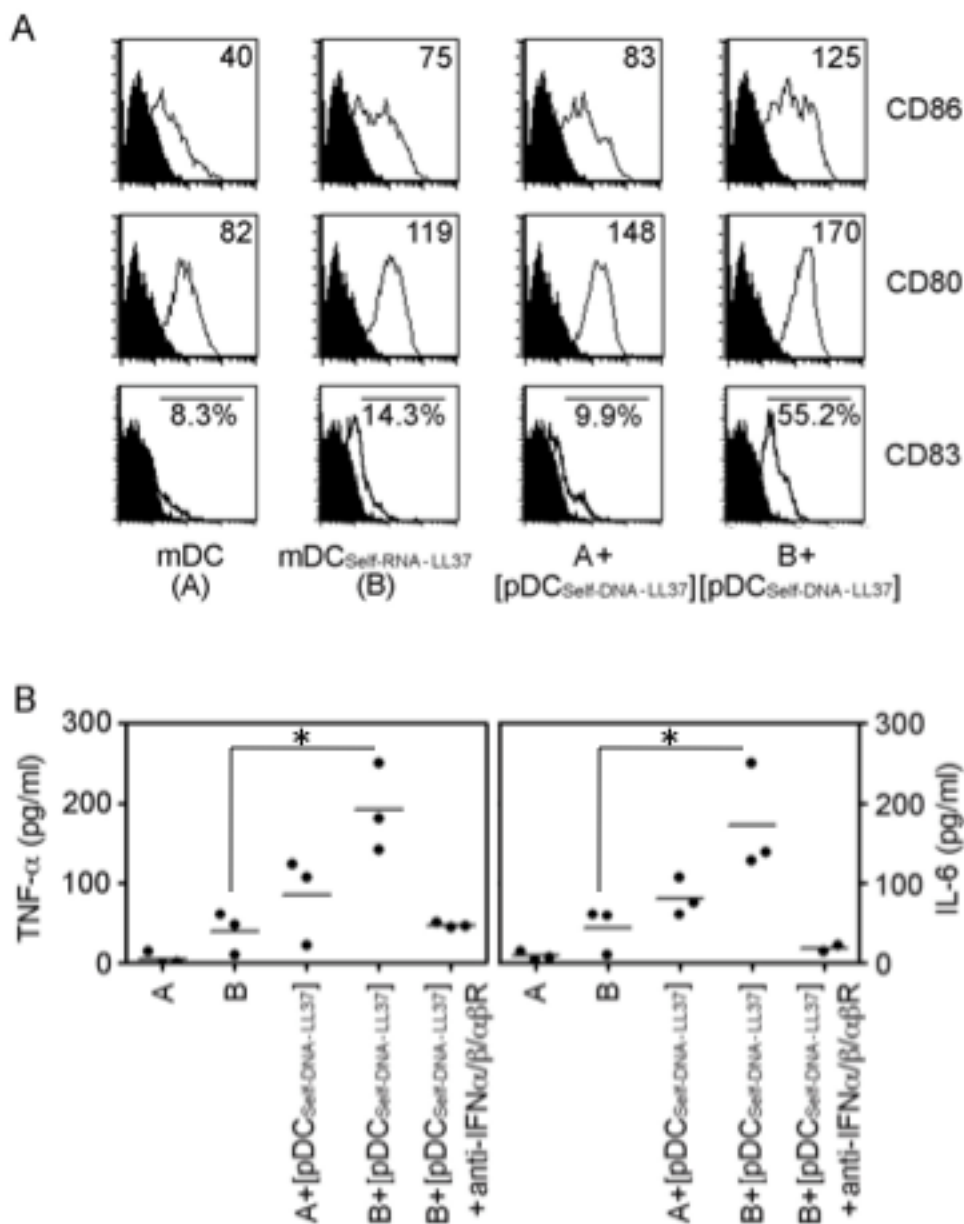 A
40 75 83 125 CD86
82 119 148 170 CD80
8.3% 14.3% 9.9% 55.2% CD83
mDC mDCSelf-RNA-LL37 A+ B+
(A) (B) [pDCSelf-DNA-LL37] [pDCSelf-DNA-LL37]
B
TNF-α (pg/ml)
300
200
100
0
*
A
B
A+[pDCSelf-DNA-LL37]
B+[pDCSelf-DNA-LL37]
B+[pDCSelf-DNA-LL37]
+anti-IFNα/β/αβR
*
300
200
100
0
IL-6 (pg/ml)
A
B
A+[pDCSelf-DNA-LL37]
B+[pDCSelf-DNA-LL37]
B+[pDCSelf-DNA-LL37]
+anti-IFNα/β/αβR